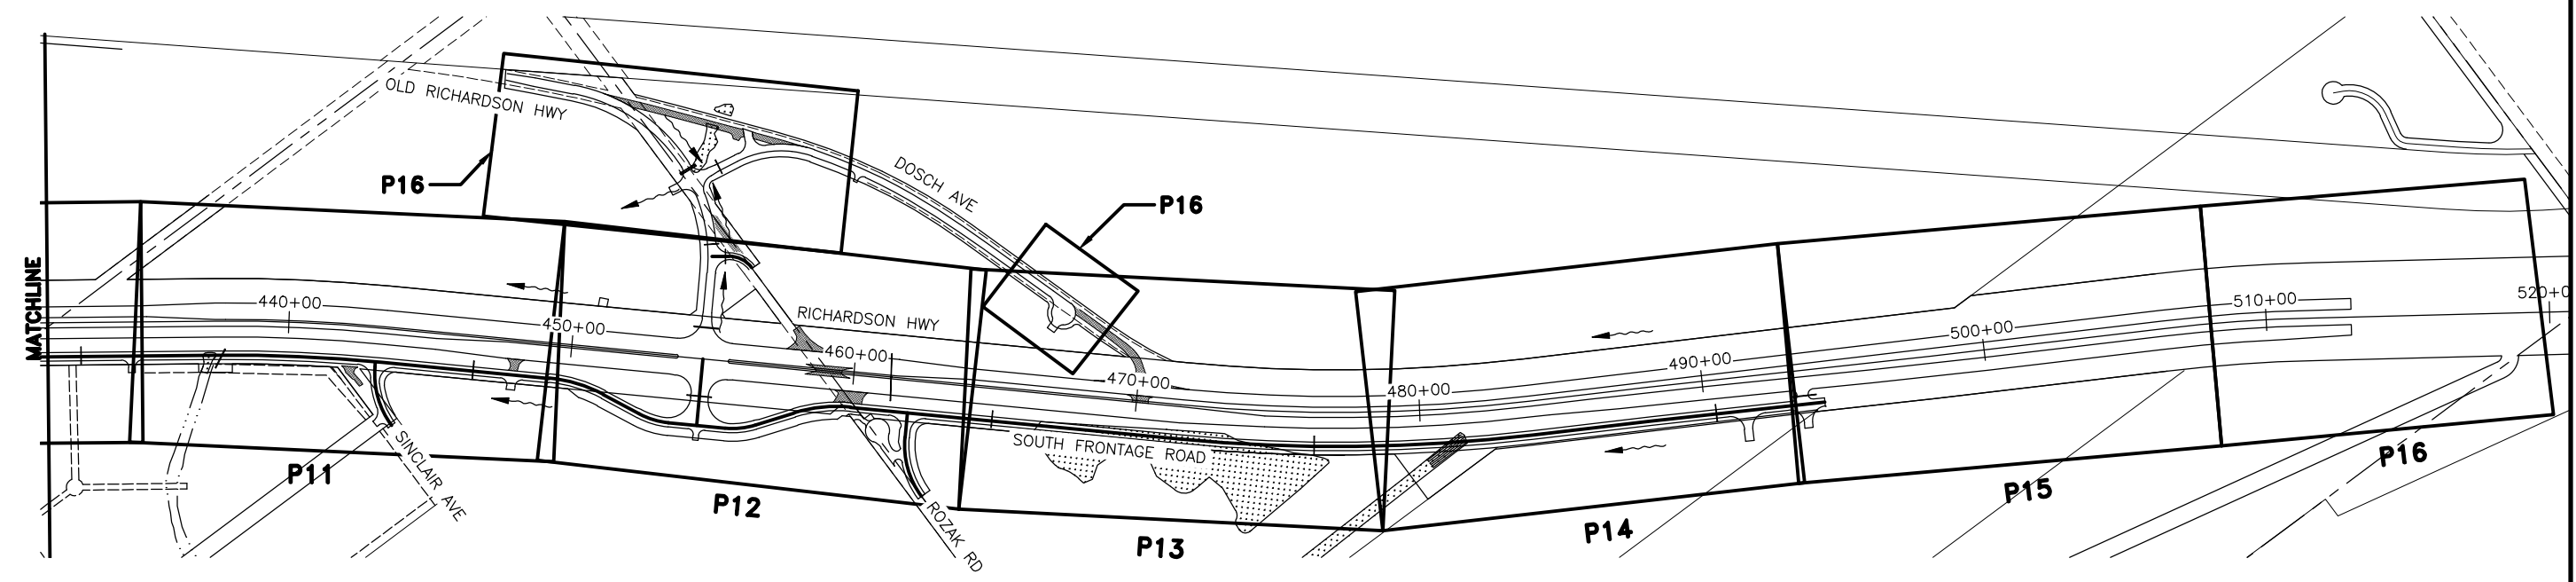 OLD RICHARDSON HWY
P16
DOSCH AVE
P16
MATCHLINE
440+00
450+00
RICHARDSON HWY
460+00
470+00
480+00
490+00
500+00
510+00
520+0
SINCLAIR AVE
SOUTH FRONTAGE ROAD
ROZAK RD
P11
P12
P13
P14
P15
P16